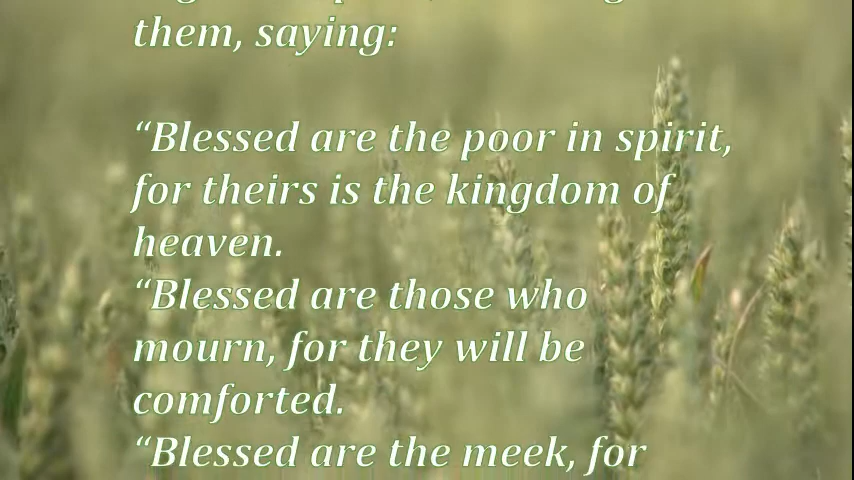 them, saying:
“Blessed are the poor in spirit,
for theirs is the kingdom of
heaven.
“Blessed are those who
mourn, for they will be
comforted.
“Blessed are the meek, for